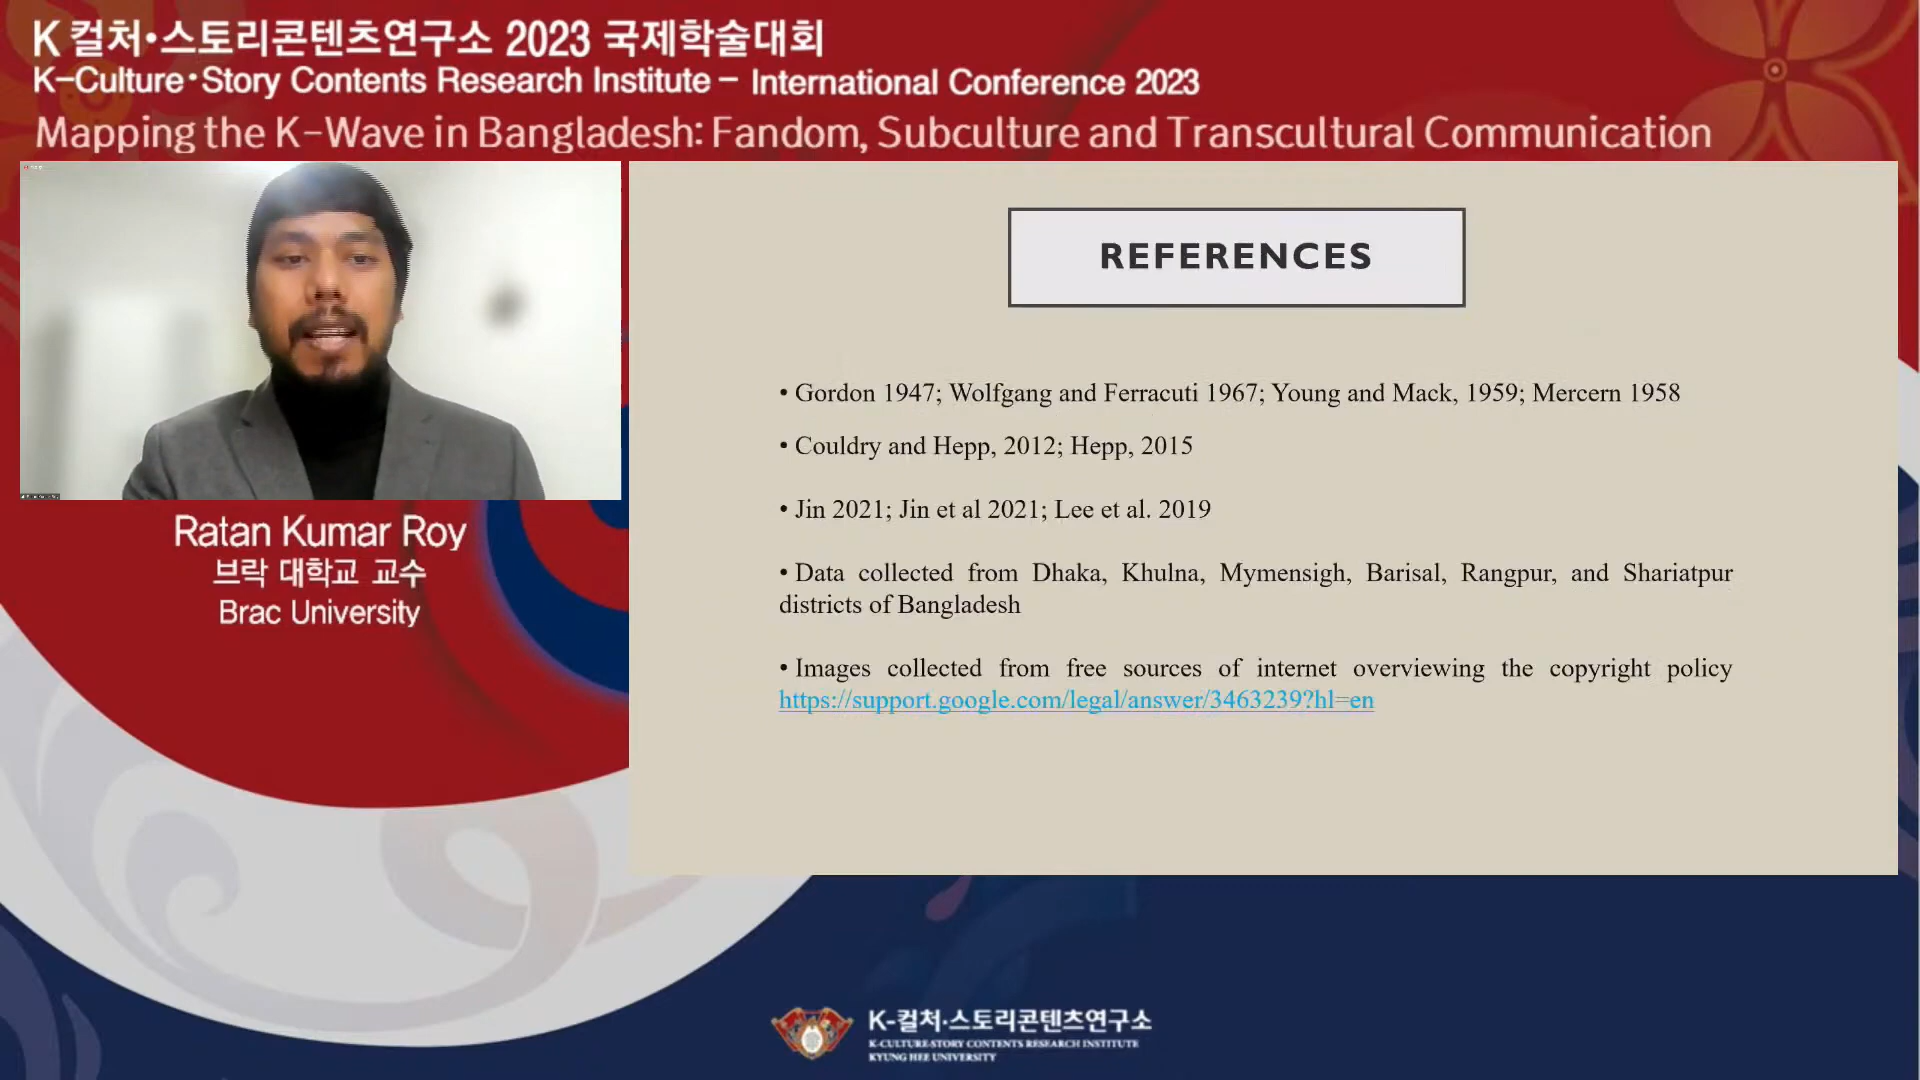 K 컬처•스토리콘텐츠연구소 2023 국제학술대회
K-Culture•Story Contents Research Institute - International Conference 2023
Mapping the K-Wave in Bangladesh: Fandom, Subculture and Transcultural Communication
Ratan Kumar Roy
브락 대학교 교수
Brac University
REFERENCES
• Gordon 1947; Wolfgang and Ferracuti 1967; Young and Mack, 1959; Mercern 1958
• Couldry and Hepp, 2012; Hepp, 2015
• Jin 2021; Jin et al 2021; Lee et al. 2019
• Data collected from Dhaka, Khulna, Mymensigh, Barisal, Rangpur, and Shariatpur
districts of Bangladesh
• Images collected from free sources of internet overviewing the copyright policy
https://support.google.com/legal/answer/3463239?hl=en
K-컬처•스토리콘텐츠연구소
K-CULTURE•STORY CONTENTS RESEARCH INSTITUTE
KYUNG HEE UNIVERSITY